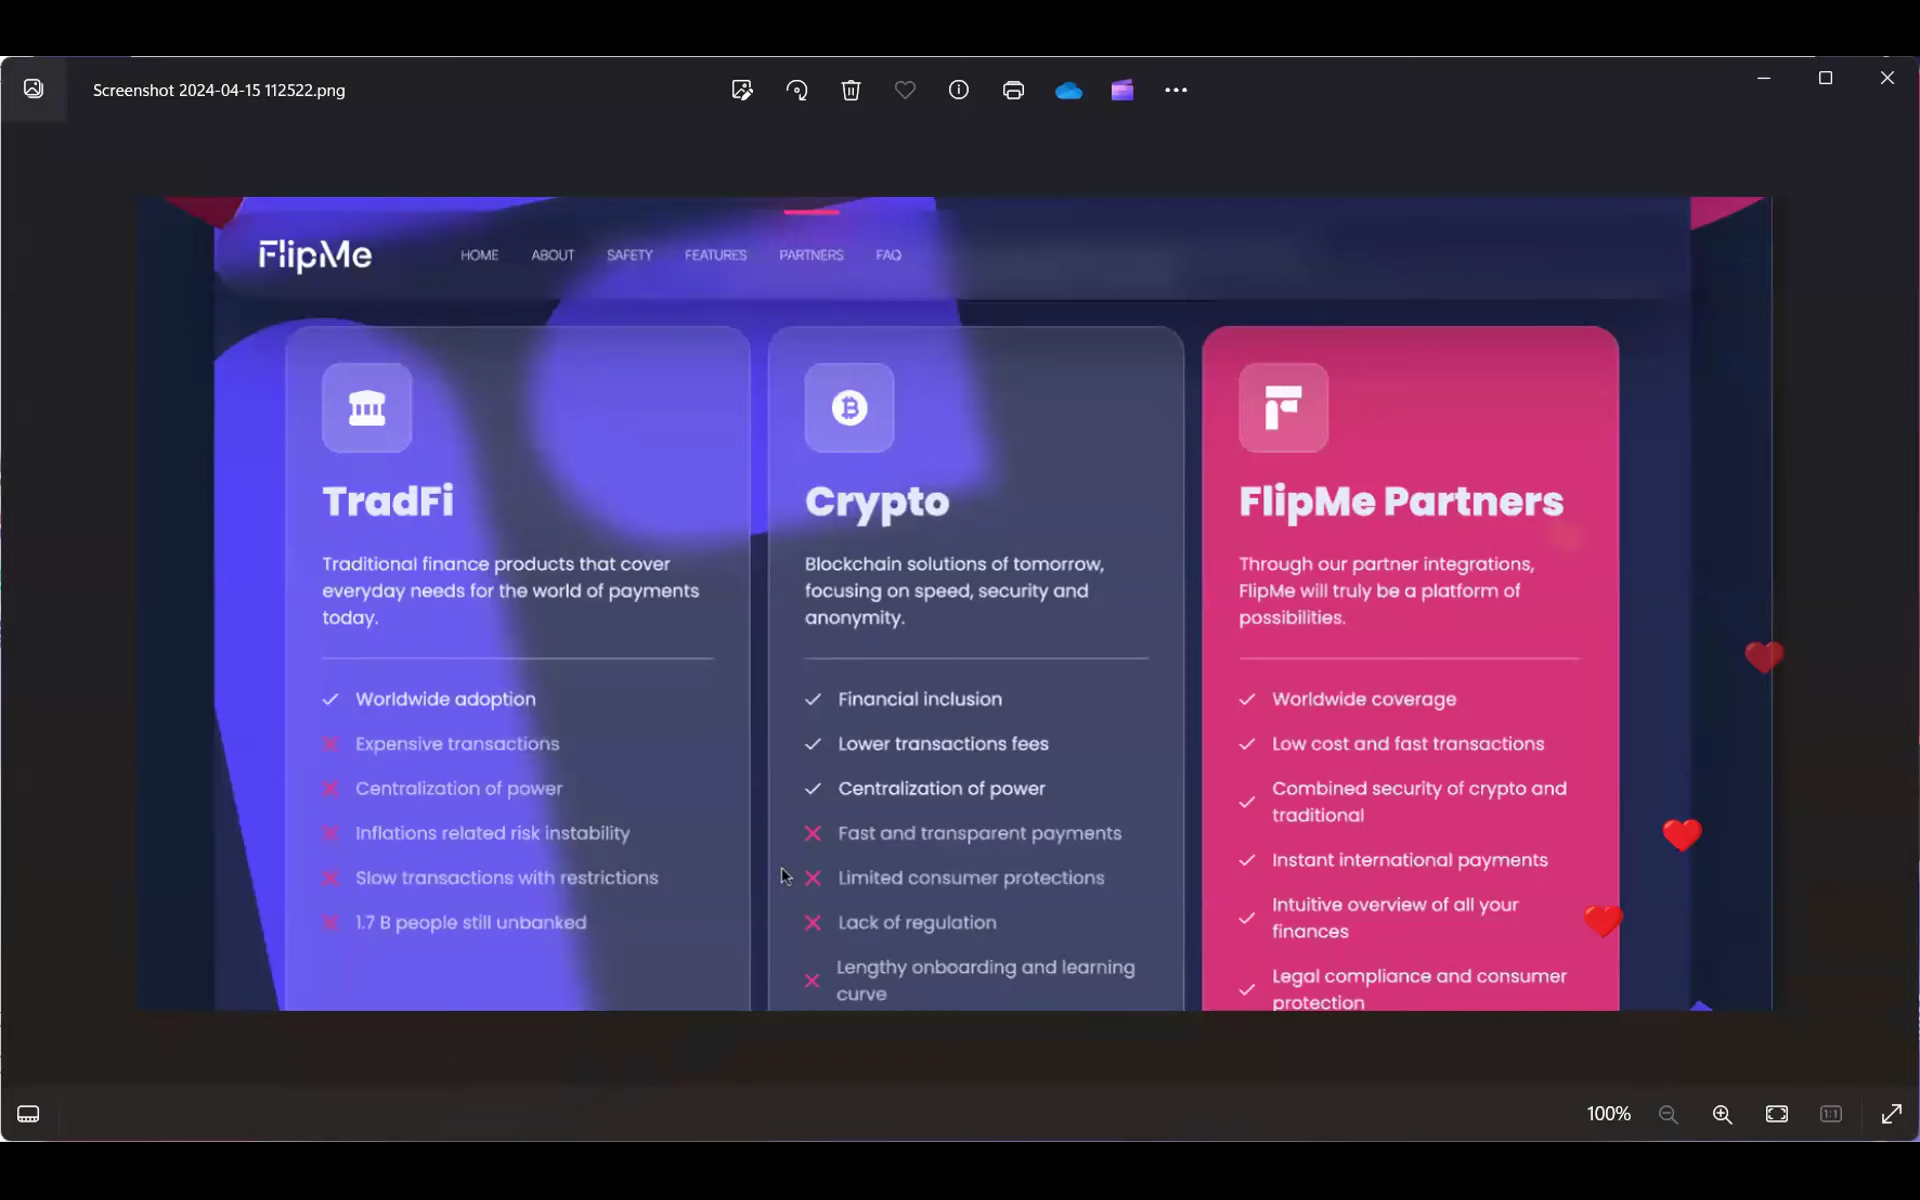 Screenshot 2024-04-15 112522.png
FlipMe
HOME ABOUT SAFETY FEATURES PARTNERS FAQ
TradFi
Traditional finance products that cover
everyday needs for the world of payments
today.
Worldwide adoption
Expensive transactions
Centralization of power
Inflations related risk instability
Slow transactions with restrictions
1.7 B people still unbanked
Crypto
Blockchain solutions of tomorrow,
focusing on speed, security and
anonymity.
Financial inclusion
Lower transactions fees
Centralization of power
Fast and transparent payments
Limited consumer protections
Lack of regulation
Lengthy onboarding and learning
curve
FlipMe Partners
Through our partner integrations,
FlipMe will truly be a platform of
possibilities.
Worldwide coverage
Low cost and fast transactions
Combined security of crypto and
traditional
Instant international payments
Intuitive overview of all your
finances
Legal compliance and consumer
protection
100%
1:1